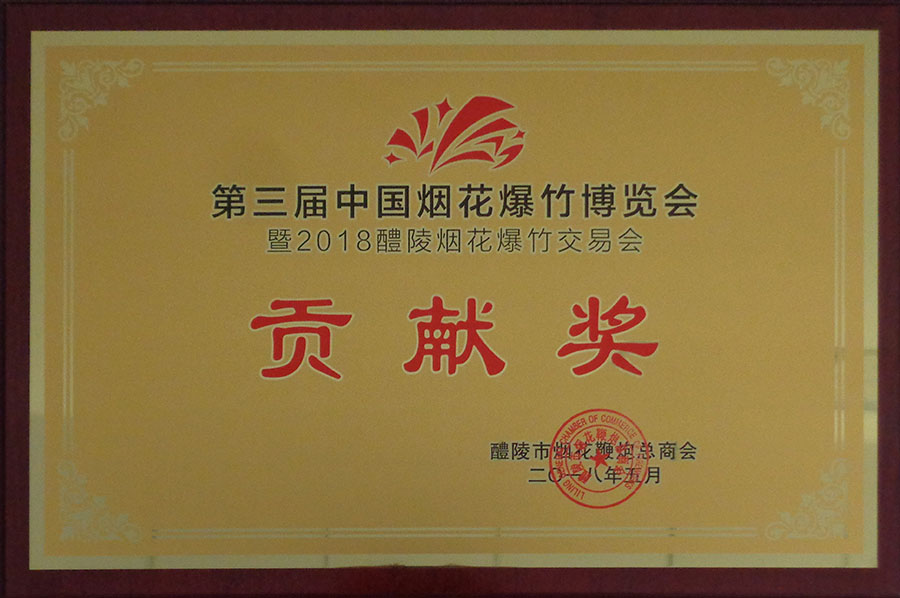 第三届中国烟花爆竹博览会
暨2018醴陵烟花爆竹交易会
贡献奖
醴陵市烟花鞭炮总商会
二〇一八年五月